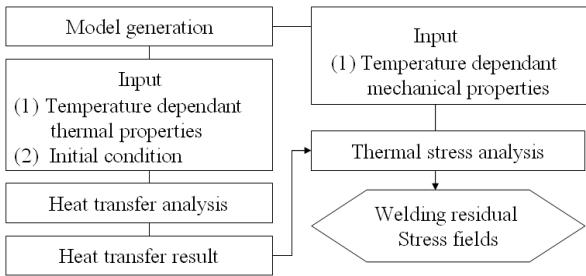 Model generation
Input
(1) Temperature dependant
thermal properties
(2) Initial condition
Heat transfer analysis
Heat transfer result
Input
(1) Temperature dependant
mechanical properties
Thermal stress analysis
Welding residual
Stress fields